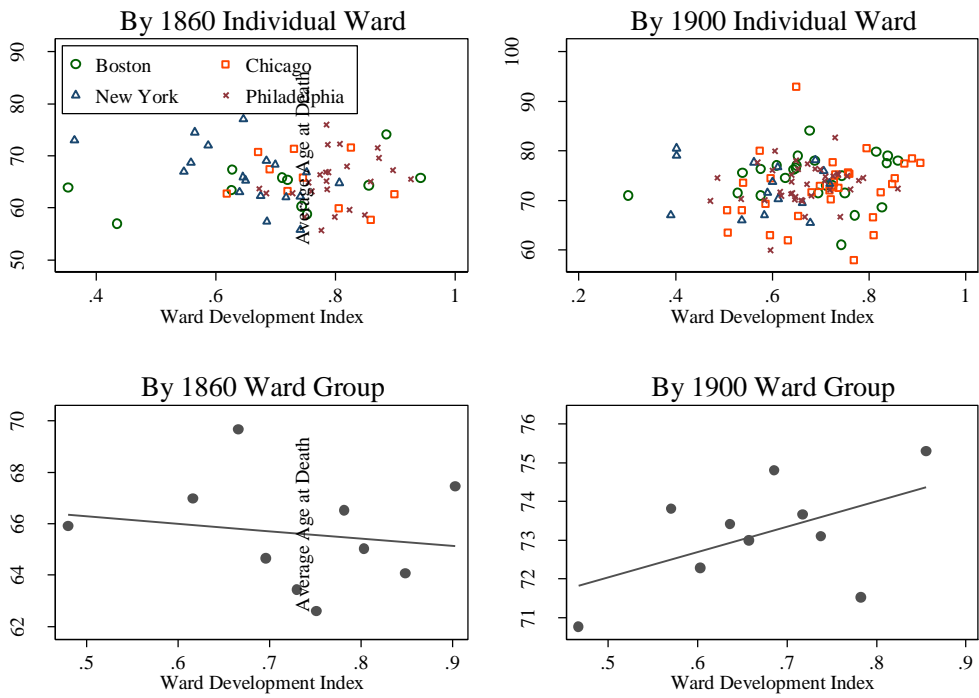 By 1860 Individual Ward
90
80
70
60
50
Average Age at Death
Boston
Chicago
New York
Philadelphia
.4
.6
.8
1
Ward Development Index
By 1900 Individual Ward
100
90
80
70
60
.2
.4
.6
.8
1
Ward Development Index
By 1860 Ward Group
70
68
66
64
62
Average Age at Death
.5
.6
.7
.8
.9
Ward Development Index
By 1900 Ward Group
76
75
74
73
72
71
.5
.6
.7
.8
.9
Ward Development Index